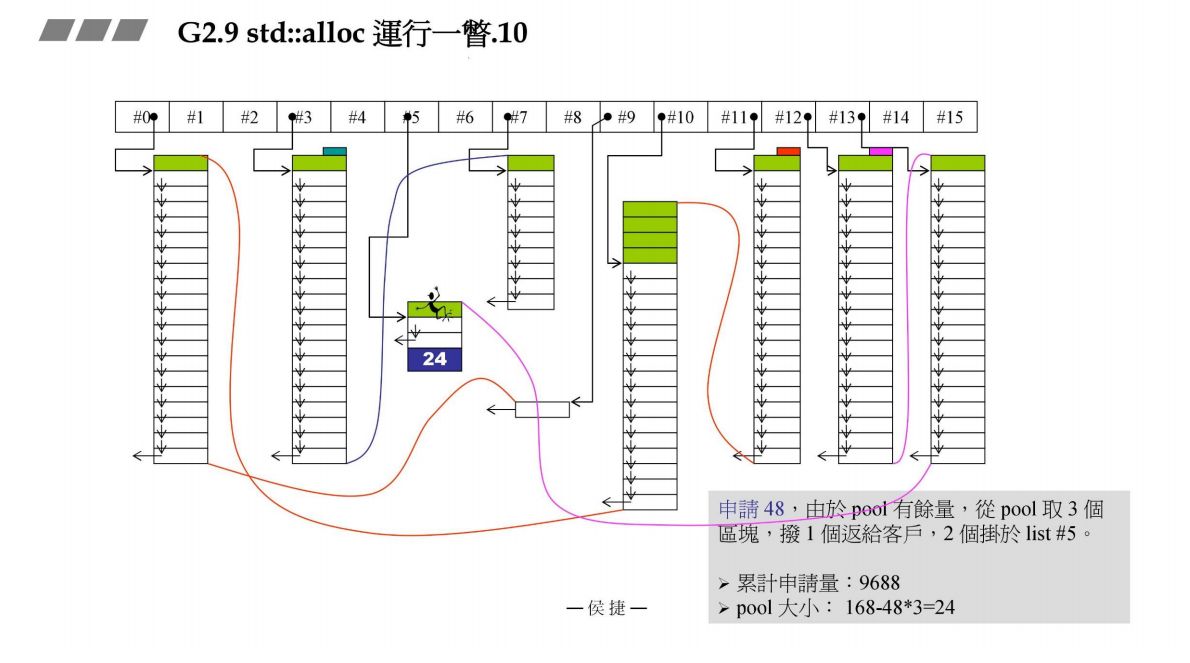 G2.9 std::alloc 運行一瞥.10
#0 #1 #2 #3 #4 #5 #6 #7 #8 #9 #10 #11 #12 #13 #14 #15
24
申請 48，由於 pool 有餘量，從 pool 取 3 個
區塊，撥 1 個返給客戶，2 個掛於 list #5。
➢ 累計申請量：9688
➢ pool 大小： 168-48*3=24
—侯捷—